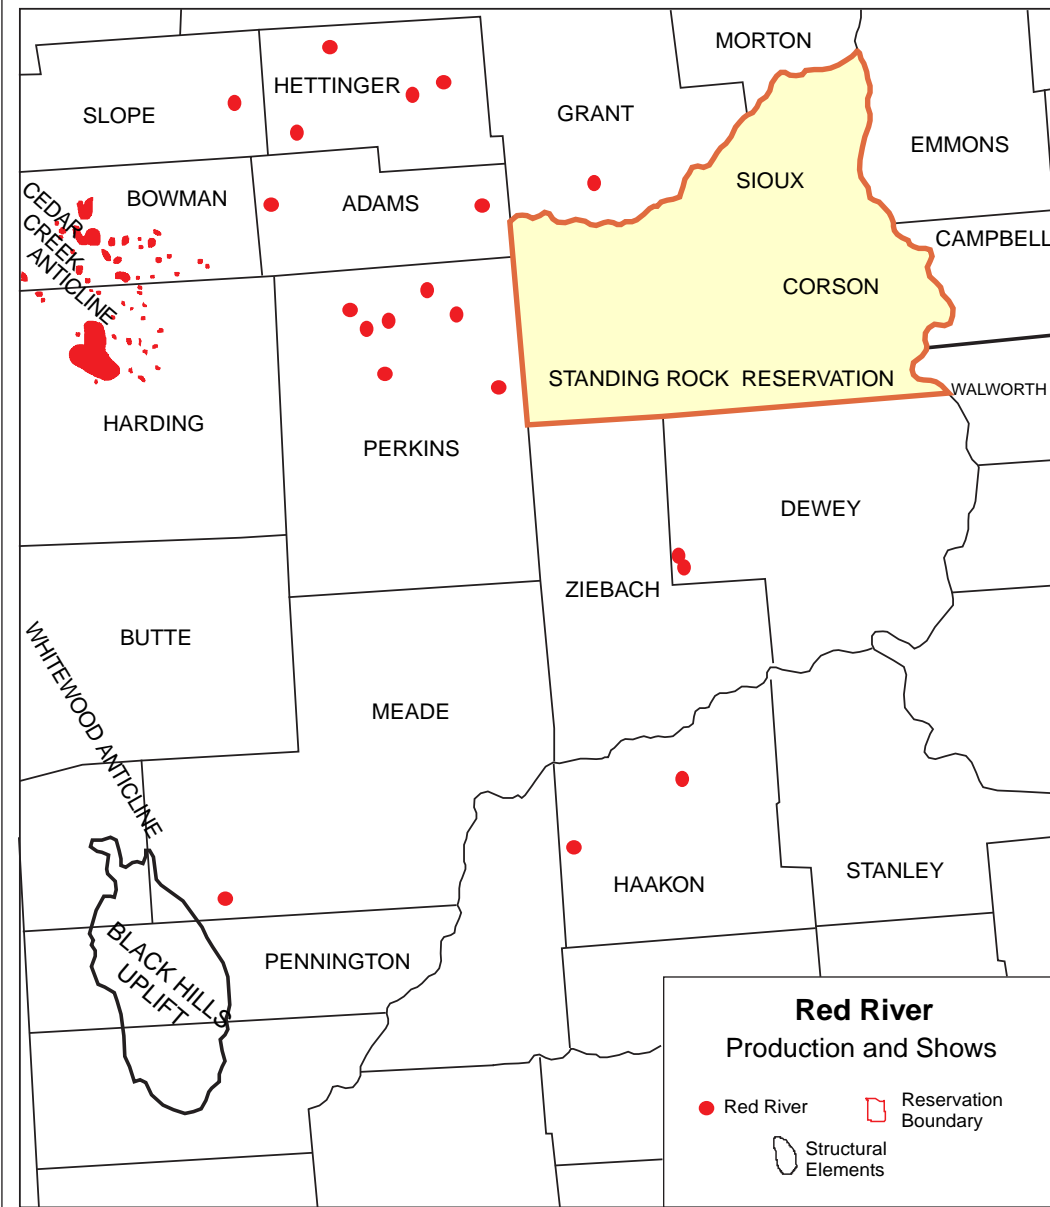 MORTON
HETTINGER
SLOPE
GRANT
EMMONS
SIOUX
BOWMAN
ADAMS
CEDAR
CREEK
ANTICLINE
CAMPBELL
CORSON
STANDING ROCK RESERVATION
WALWORTH
HARDING
PERKINS
DEWEY
ZIEBACH
BUTTE
WHITEWOOD ANTICLINE
MEADE
HAAKON
STANLEY
BLACK HILLS
UPLIFT
PENNINGTON
Red River
Production and Shows
Red River
Reservation
Boundary
Structural
Elements